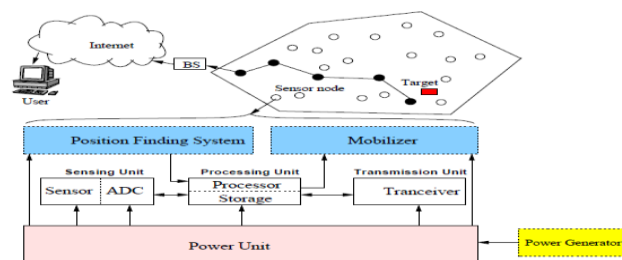 Internet
BS
User
Sensor node
Target
Position Finding System
Mobilizer
Sensing Unit
Processing Unit
Transmission Unit
Sensor
ADC
Processor
Storage
Tranceiver
Power Unit
Power Generator